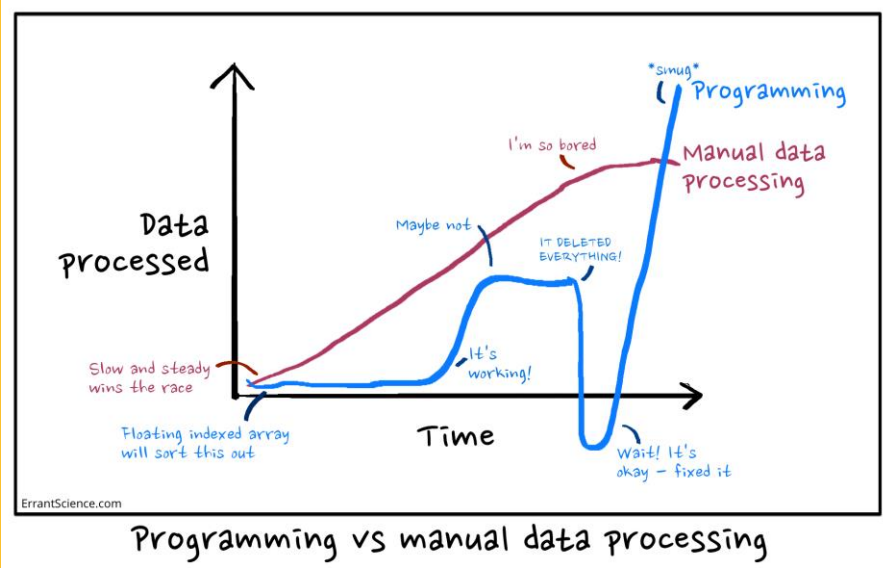 *smug*
Programming
I'm so bored
Manual data
processing
Data
processed
Maybe not
IT DELETED
EVERYTHING!
Slow and steady
wins the race
It's
working!
Floating indexed array
will sort this out
Time
Wait! It's
okay – fixed it
ErrantScience.com
Programming vs manual data processing